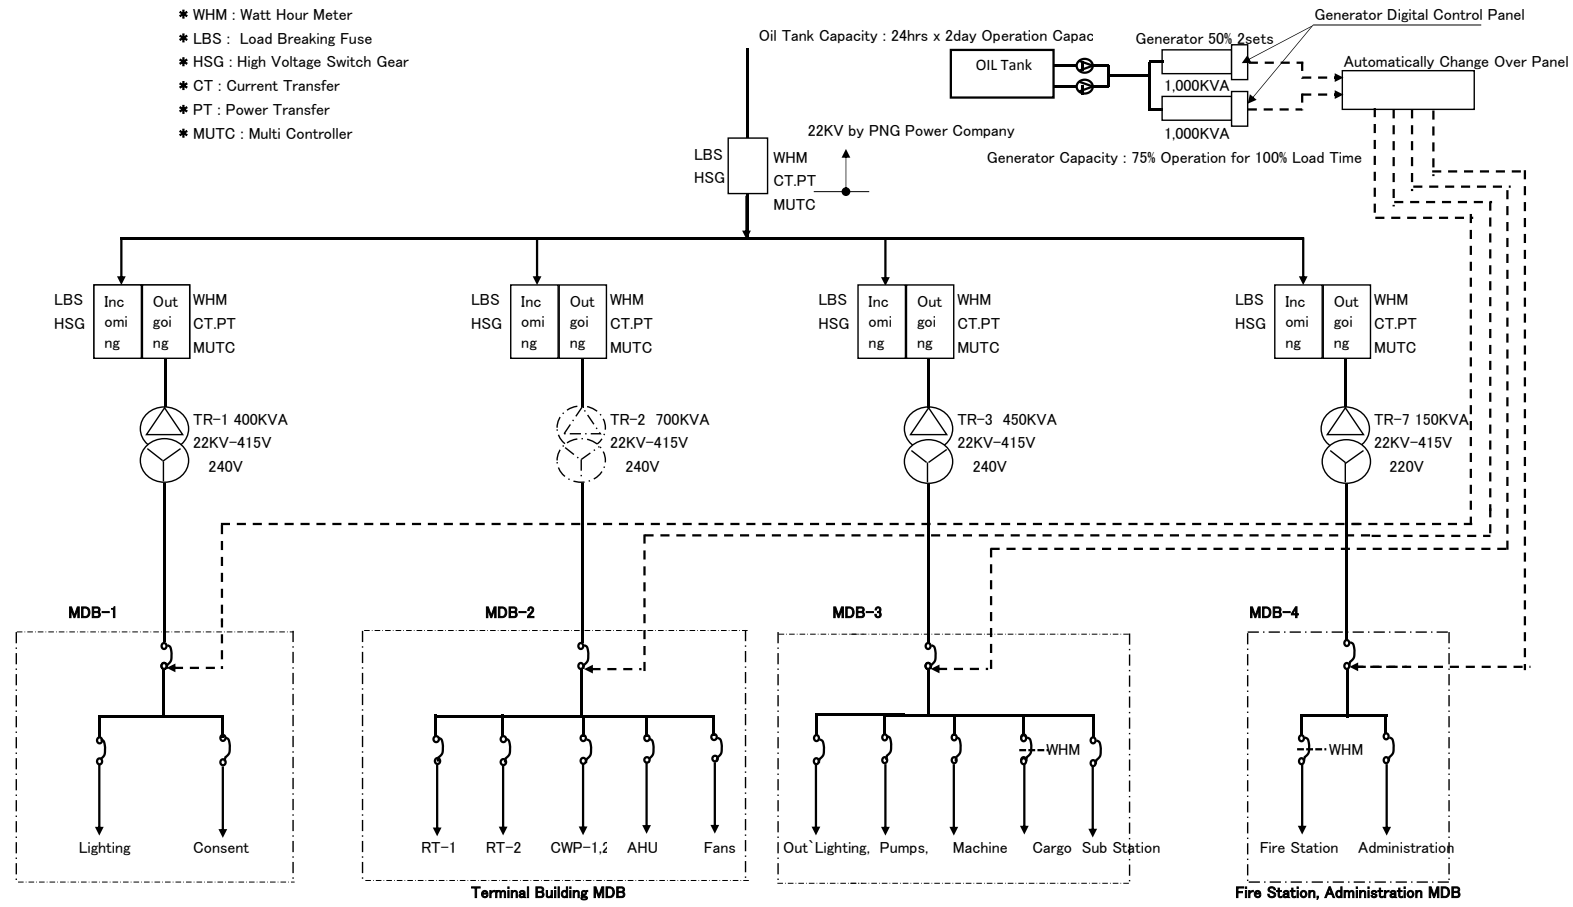 ✱ WHM : Watt Hour Meter
✱ LBS : Load Breaking Fuse
✱ HSG : High Voltage Switch Gear
✱ CT : Current Transfer
✱ PT : Power Transfer
✱ MUTC : Multi Controller
Generator Digital Control Panel
Oil Tank Capacity : 24hrs x 2day Operation Capac
Generator 50% 2sets
OIL Tank
Automatically Change Over Panel
1,000KVA
1,000KVA
22KV by PNG Power Company
Generator Capacity : 75% Operation for 100% Load Time
LBS
HSG
WHM
CT.PT
MUTC
LBS
HSG
Inc
omi
ng
Out
goi
ng
WHM
CT.PT
MUTC
LBS
HSG
Inc
omi
ng
Out
goi
ng
WHM
CT.PT
MUTC
LBS
HSG
Inc
omi
ng
Out
goi
ng
WHM
CT.PT
MUTC
LBS
HSG
Inc
omi
ng
Out
goi
ng
WHM
CT.PT
MUTC
TR-1 400KVA
22KV-415V
240V
TR-2 700KVA
22KV-415V
240V
TR-3 450KVA
22KV-415V
240V
TR-7 150KVA
22KV-415V
220V
MDB-1
MDB-2
MDB-3
MDB-4
WHM
WHM
Lighting
Consent
RT-1
RT-2
CWP-1,2
AHU
Fans
Out`Lighting,
Pumps,
Machine
Cargo
Sub Station
Fire Station
Administration
Terminal Building MDB
Fire Station, Administration MDB